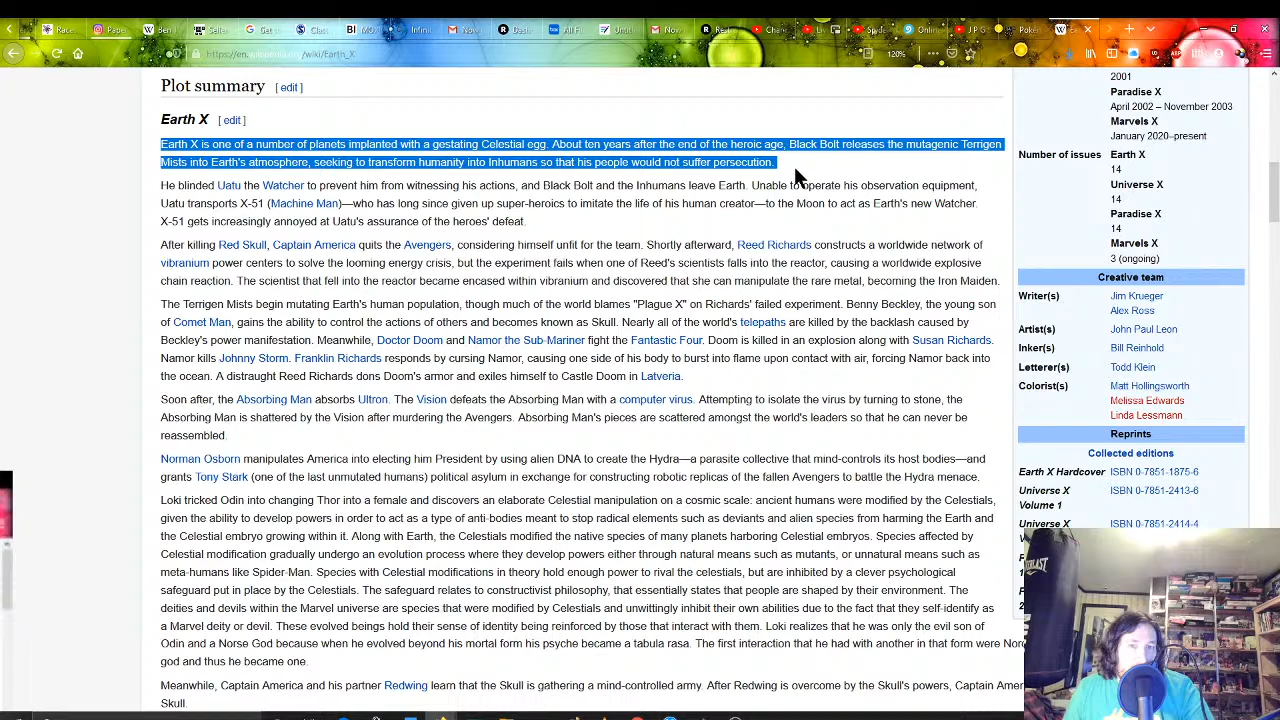 Race
Paper
Ben
Seller
Get s
Class
MO
Infinit
Now
Dash
All F
Untitl
Now
Red
Chan
Spide
Online
J P G
Poké
https://en.wikipedia.org/wiki/Earth_X
120%
Plot summary [ edit ]
Earth X [ edit ]
Earth X is one of a number of planets implanted with a gestating Celestial egg. About ten years after the end of the heroic age, Black Bolt releases the mutagenic Terrigen
Mists into Earth's atmosphere, seeking to transform humanity into Inhumans so that his people would not suffer persecution.
He blinded Uatu the Watcher to prevent him from witnessing his actions, and Black Bolt and the Inhumans leave Earth. Unable to operate his observation equipment,
Uatu transports X-51 (Machine Man)—who has long since given up super-heroics to imitate the life of his human creator—to the Moon to act as Earth's new Watcher.
X-51 gets increasingly annoyed at Uatu's assurance of the heroes' defeat.
After killing Red Skull, Captain America quits the Avengers, considering himself unfit for the team. Shortly afterward, Reed Richards constructs a worldwide network of
vibranium power centers to solve the looming energy crisis, but the experiment fails when one of Reed's scientists falls into the reactor, causing a worldwide explosive
chain reaction. The scientist that fell into the reactor became encased within vibranium and discovered that she can manipulate the rare metal, becoming the Iron Maiden.
The Terrigen Mists begin mutating Earth's human population, though much of the world blames "Plague X" on Richards' failed experiment. Benny Beckley, the young son
of Comet Man, gains the ability to control the actions of others and becomes known as Skull. Nearly all of the world's telepaths are killed by the backlash caused by
Beckley's power manifestation. Meanwhile, Doctor Doom and Namor the Sub-Mariner fight the Fantastic Four. Doom is killed in an explosion along with Susan Richards.
Namor kills Johnny Storm. Franklin Richards responds by cursing Namor, causing one side of his body to burst into flame upon contact with air, forcing Namor back into
the ocean. A distraught Reed Richards dons Doom's armor and exiles himself to Castle Doom in Latveria.
Soon after, the Absorbing Man absorbs Ultron. The Vision defeats the Absorbing Man with a computer virus. Attempting to isolate the virus by turning to stone, the
Absorbing Man is shattered by the Vision after murdering the Avengers. Absorbing Man's pieces are scattered amongst the world's leaders so that he can never be
reassembled.
Norman Osborn manipulates America into electing him President by using alien DNA to create the Hydra—a parasite collective that mind-controls its host bodies—and
grants Tony Stark (one of the last unmutated humans) political asylum in exchange for constructing robotic replicas of the fallen Avengers to battle the Hydra menace.
Loki tricked Odin into changing Thor into a female and discovers an elaborate Celestial manipulation on a cosmic scale: ancient humans were modified by the Celestials,
given the ability to develop powers in order to act as a type of anti-bodies meant to stop radical elements such as deviants and alien species from harming the Earth and
the Celestial embryo growing within it. Along with Earth, the Celestials modified the native species of many planets harboring Celestial embryos. Species affected by
Celestial modification gradually undergo an evolution process where they develop powers either through natural means such as mutants, or unnatural means such as
meta-humans like Spider-Man. Species with Celestial modifications in theory hold enough power to rival the celestials, but are inhibited by a clever psychological
safeguard put in place by the Celestials. The safeguard relates to constructivist philosophy, that essentially states that people are shaped by their environment. The
deities and devils within the Marvel universe are species that were modified by Celestials and unwittingly inhibit their own abilities due to the fact that they self-identify as
a Marvel deity or devil. These evolved beings hold their sense of identity being reinforced by those that interact with them. Loki realizes that he was only the evil son of
Odin and a Norse God because when he evolved beyond his mortal form his psyche became a tabula rasa. The first interaction that he had with another in that form were Nor
god and thus he became one.
Meanwhile, Captain America and his partner Redwing learn that the Skull is gathering a mind-controlled army. After Redwing is overcome by the Skull's powers, Captain Amer
Skull.
2001
Paradise X
April 2002 – November 2003
Marvels X
January 2020–present
Number of issues Earth X
14
Universe X
14
Paradise X
14
Marvels X
3 (ongoing)
Creative team
Writer(s) Jim Krueger
Alex Ross
Artist(s) John Paul Leon
Inker(s) Bill Reinhold
Letterer(s) Todd Klein
Colorist(s) Matt Hollingsworth
Melissa Edwards
Linda Lessmann
Reprints
Collected editions
Earth X Hardcover ISBN 0-7851-1875-6
Universe X ISBN 0-7851-2413-6
Volume 1
Universe X ISBN 0-7851-2414-4
EVERLAST